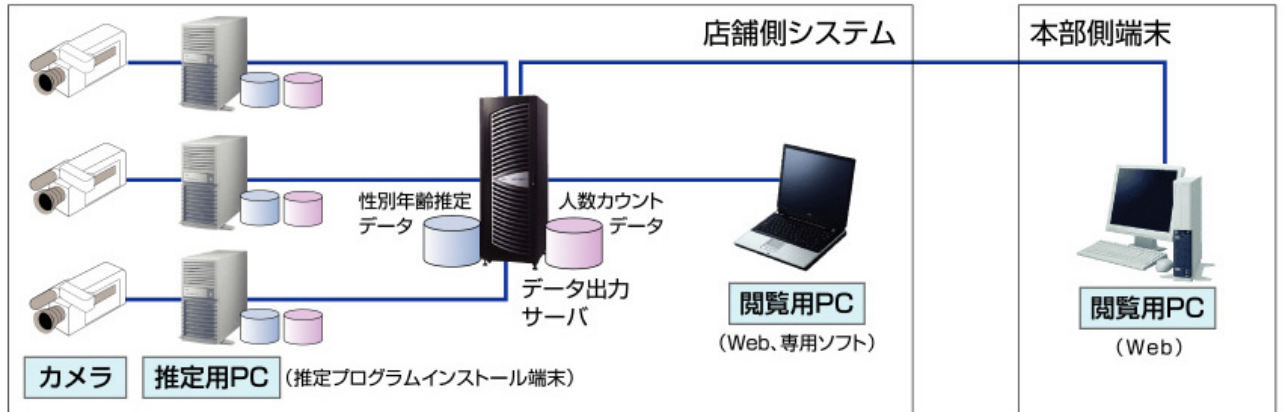 店舗側システム
本部側端末
性別年齢推定
データ
人数カウント
データ
データ出力
サーバ
閲覧用PC
(Web、専用ソフト)
閲覧用PC
(Web)
カメラ
推定用PC
(推定プログラムインストール端末)